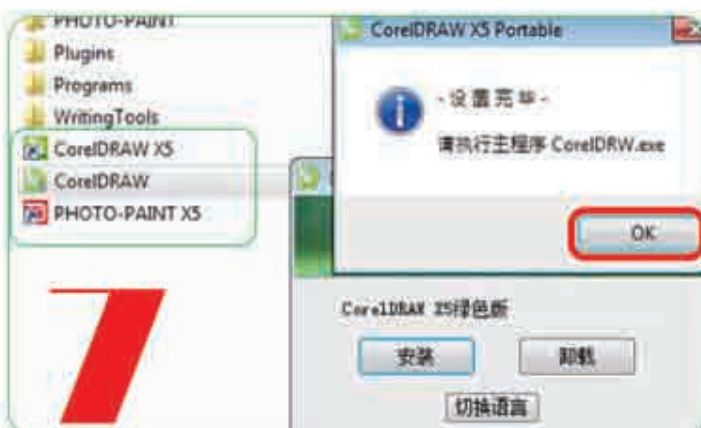 PHOTO-PAINT
Plugins
Programs
WritingTools
CorelDRAW X5
CorelDRAW
PHOTO-PAINT X5
7
CorelDRAW X5 Portable
- 设 置 完 毕 -
请执行主程序 CorelDRW.exe
OK
CorelDRAW X5绿色版
安装
卸载
切换语言